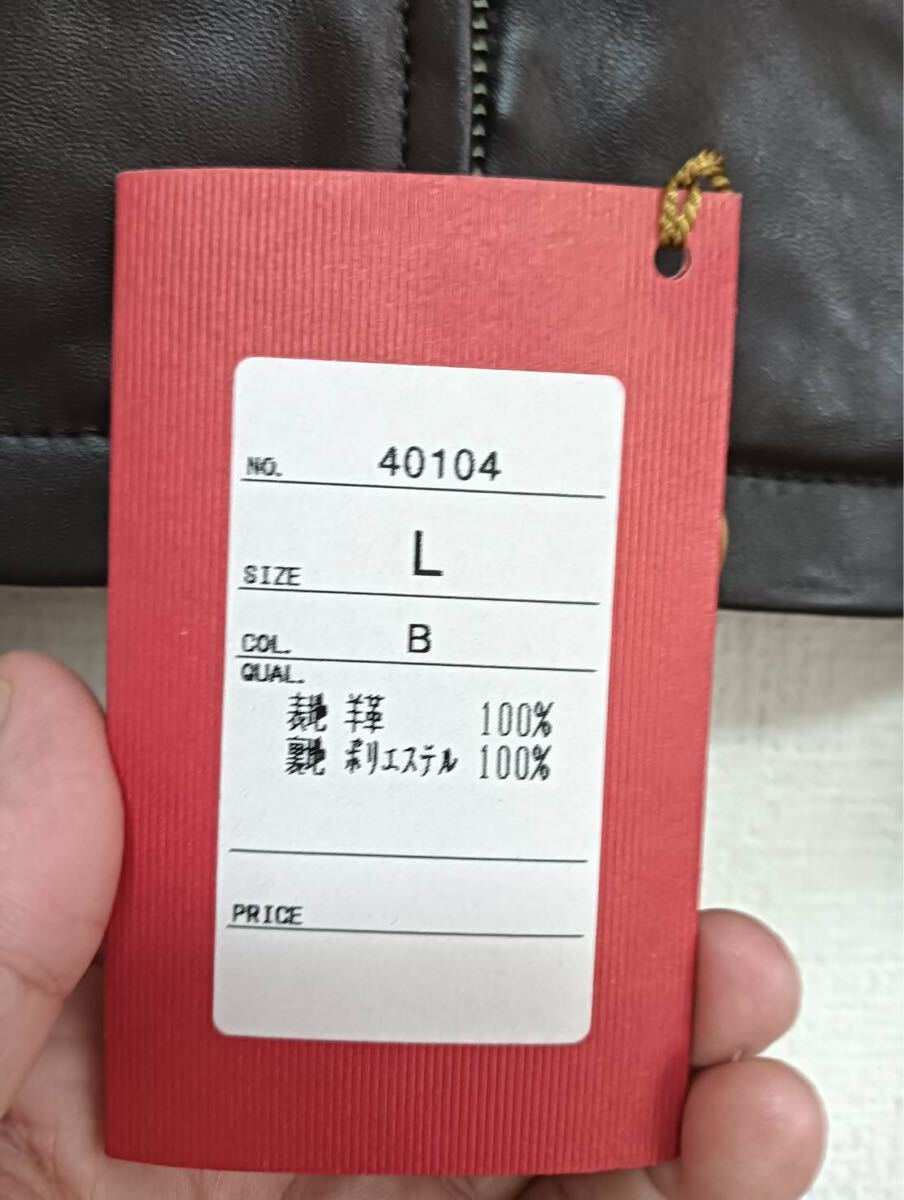 NO. 40104
SIZE L
COL. B
QUAL.
表地 羊革 100%
裏地 ポリエステル 100%
PRICE